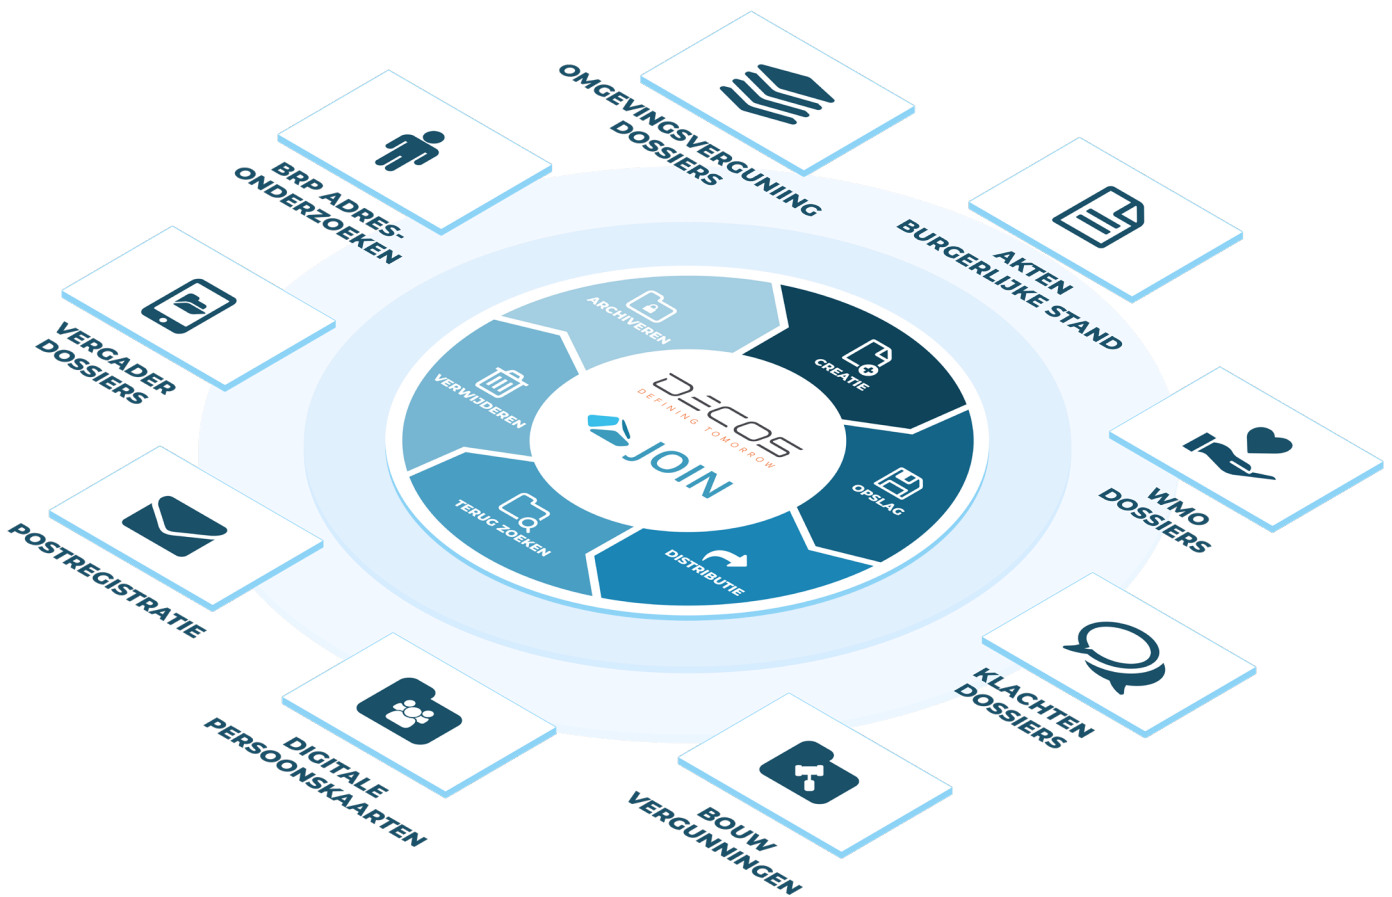 OMGEVINGSVERGUNIING
DOSSIERS
AKTEN
BURGERLIJKE STAND
WMO
DOSSIERS
KLACHTEN
DOSSIERS
BOUW
VERGUNNINGEN
DIGITALE
PERSOONSKAARTEN
POSTREGISTRATIE
VERGADER
DOSSIERS
BRP ADRES-
ONDERZOEKEN
ARCHIVEREN
CREATIE
OPSLAG
DISTRIBUTIE
TERUG ZOEKEN
VERWIJDEREN
DECOS
DEFINING TOMORROW
JOIN